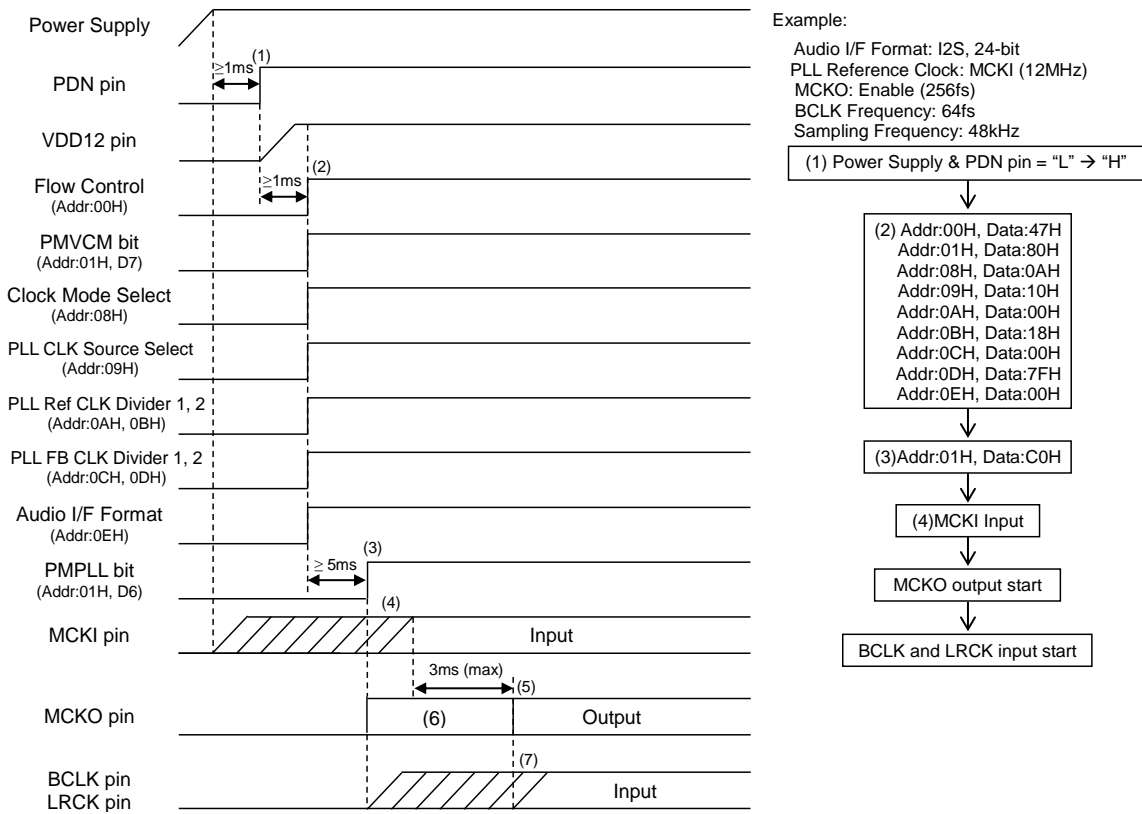 Power Supply
(1)
≥1ms
PDN pin
VDD12 pin
(2)
≥1ms
Flow Control
(Addr:00H)
PMVCM bit
(Addr:01H, D7)
Clock Mode Select
(Addr:08H)
PLL CLK Source Select
(Addr:09H)
PLL Ref CLK Divider 1, 2
(Addr:0AH, 0BH)
PLL FB CLK Divider 1, 2
(Addr:0CH, 0DH)
Audio I/F Format
(Addr:0EH)
(3)
≥ 5ms
PMPLL bit
(Addr:01H, D6)
(4)
MCKI pin
Input
3ms (max)
(5)
MCKO pin
(6)
Output
(7)
BCLK pin
LRCK pin
Input
Example:
Audio I/F Format: I2S, 24-bit
PLL Reference Clock: MCKI (12MHz)
MCKO: Enable (256fs)
BCLK Frequency: 64fs
Sampling Frequency: 48kHz
(1) Power Supply & PDN pin = “L” → “H”
(2) Addr:00H, Data:47H
Addr:01H, Data:80H
Addr:08H, Data:0AH
Addr:09H, Data:10H
Addr:0AH, Data:00H
Addr:0BH, Data:18H
Addr:0CH, Data:00H
Addr:0DH, Data:7FH
Addr:0EH, Data:00H
(3)Addr:01H, Data:C0H
(4)MCKI Input
MCKO output start
BCLK and LRCK input start